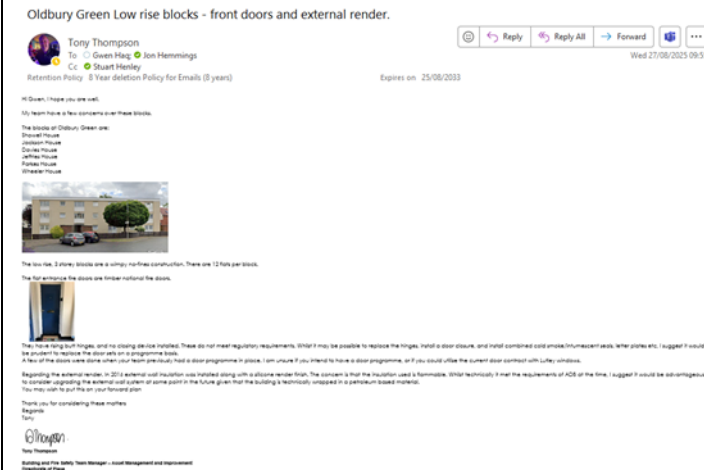 Oldbury Green Low rise blocks - front doors and external render.
Reply
Reply All
Forward
Tony Thompson
To Gwen Haq; Jon Hemmings
Cc Stuart Henley
Wed 27/08/2025 09:5
Retention Policy 8 Year deletion Policy for Emails (8 years)
Expires on 25/08/2033
Hi Gwen, I hope you are well.
My team have a few concerns over these blocks.
The blocks at Oldbury Green are:
Showell House
Jackson House
Davies House
Jeffries House
Parkes House
Wheeler House
The low rise, 3 storey blocks are a wimpy no-fines construction. There are 12 flats per block.
The flat entrance fire doors are timber notional fire doors.
They have rising butt hinges, and no closing device installed. These do not meet regulatory requirements. Whilst it may be possible to replace the hinges, install a door closure, and install combined cold smoke/intumescent seals, letter plates etc, I suggest it would
be prudent to replace the door sets on a programme basis.
A few of the doors were done when your team previously had a door programme in place, I am unsure if you intend to have a door programme, or if you could utilise the current door contract with Lutley windows.
Regarding the external render, in 2016 external wall insulation was installed along with a silicone render finish. The concern is that the insulation used is flammable. Whilst technically it met the requirements of ADB at the time, I suggest it would be advantageous
to consider upgrading the external wall system at some point in the future given that the building is technically wrapped in a petroleum based material.
You may wish to put this on your forward plan
Thank you for considering these matters
Regards
Tony
Thompson
Tony Thompson
Building and Fire Safety Team Manager – Asset Management and Improvement
Directorate of Place